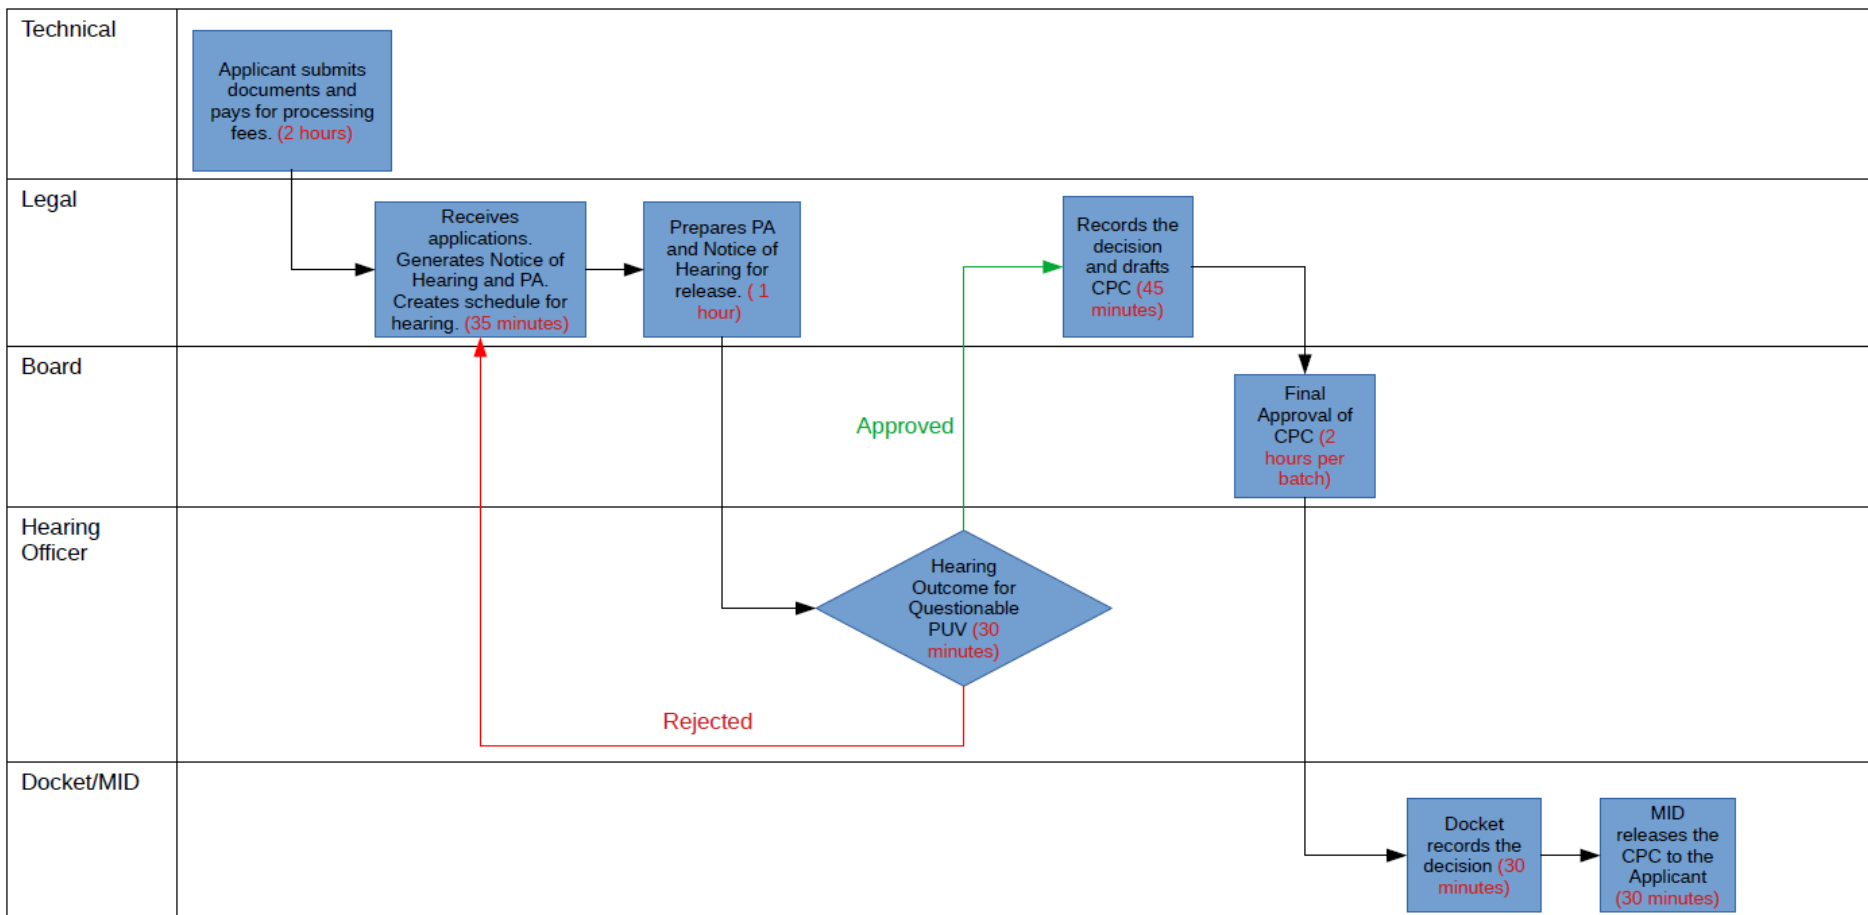 Technical
Applicant submits
documents and
pays for processing
fees. (2 hours)
Legal
Receives
applications.
Generates Notice of
Hearing and PA.
Creates schedule for
hearing. (35 minutes)
Prepares PA
and Notice of
Hearing for
release. ( 1
hour)
Records the
decision
and drafts
CPC (45
minutes)
Board
Final
Approval of
CPC (2
hours per
batch)
Approved
Hearing
Officer
Hearing
Outcome for
Questionable
PUV (30
minutes)
Rejected
Docket/MID
Docket
records the
decision (30
minutes)
MID
releases the
CPC to the
Applicant
(30 minutes)